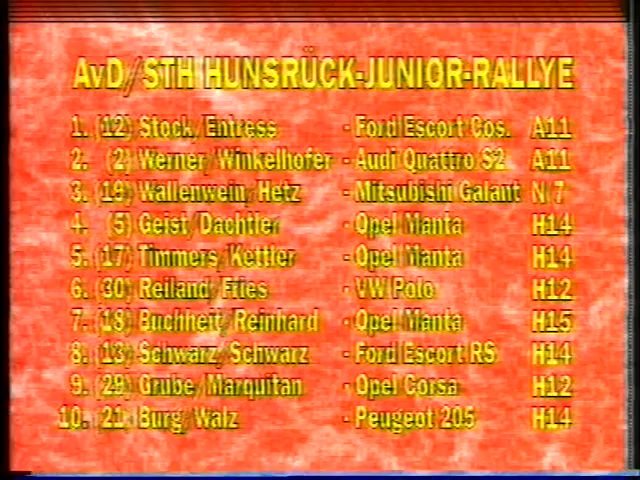 AvD/STH HUNSRÜCK-JUNIOR-RALLYE
1. (12) Stock/Entress - Ford Escort Cos. A11
2. (2) Werner/Winkelhofer - Audi Quattro S2 A11
3. (19) Wallenwein/Hetz - Mitsubishi Galant N 7
4. (5) Geist/Dachtler - Opel Manta H14
5. (17) Timmers/Kettler - Opel Manta H14
6. (30) Reiland/Fries - VW Polo H12
7. (18) Buchheit/Reinhard - Opel Manta H15
8. (13) Schwarz/Schwarz - Ford Escort RS H14
9. (29) Grube/Marquitan - Opel Corsa H12
10. (21) Burg/Walz - Peugeot 205 H14